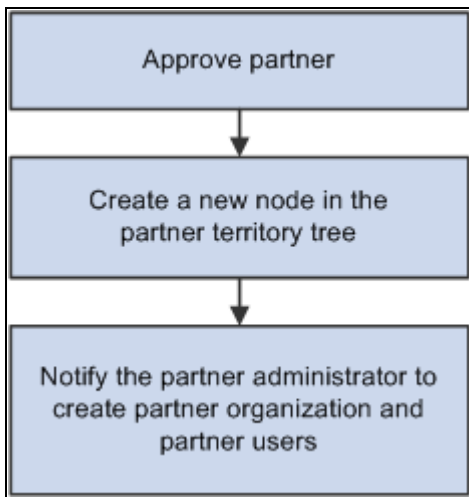 Approve partner
Create a new node in the
partner territory tree
Notify the partner administrator to
create partner organization and
partner users